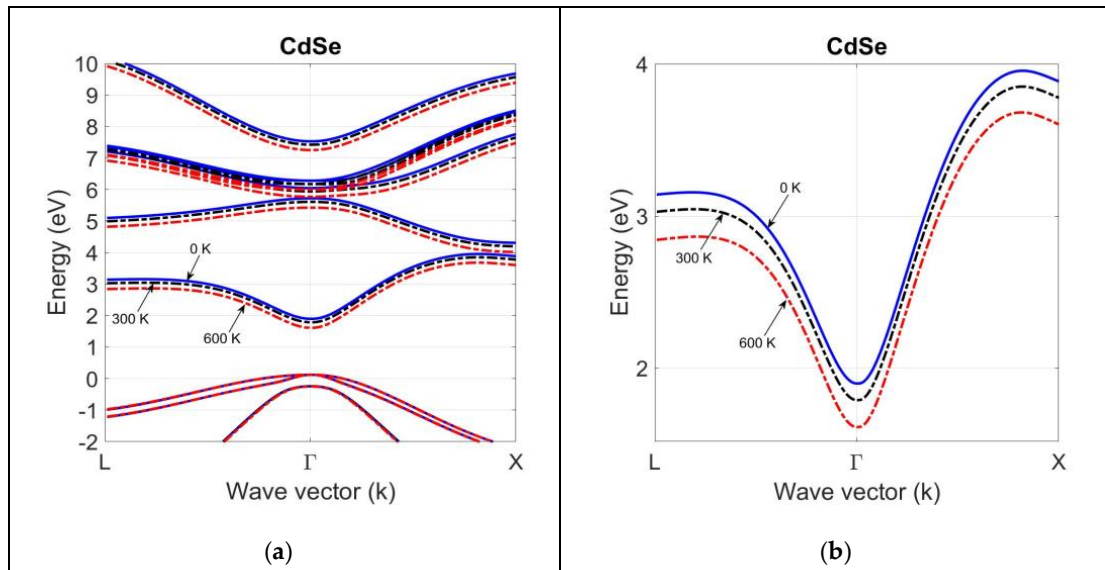 CdSe
10
9
8
7
6
5
4
3
2
1
0
-1
-2
Energy (eV)
0 K
300 K
600 K
L Γ X
Wave vector (k)
(a)
CdSe
4
3
2
Energy (eV)
0 K
300 K
600 K
L Γ X
Wave vector (k)
(b)